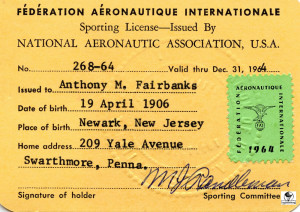 FÉDÉRATION AÉRONAUTIQUE INTERNATIONALE
Sporting License—Issued By
NATIONAL AERONAUTIC ASSOCIATION, U.S.A.
No. 268-64 Valid thru Dec. 31, 1964
Issued to Anthony M. Fairbanks
Date of birth 19 April 1906
Place of birth Newark, New Jersey
Home address 209 Yale Avenue
Swarthmore, Penna.
Signature of holder Sporting Committee
FÉDÉRATION
AÉRONAUTIQUE
INTERNATIONALE
FAI
1964